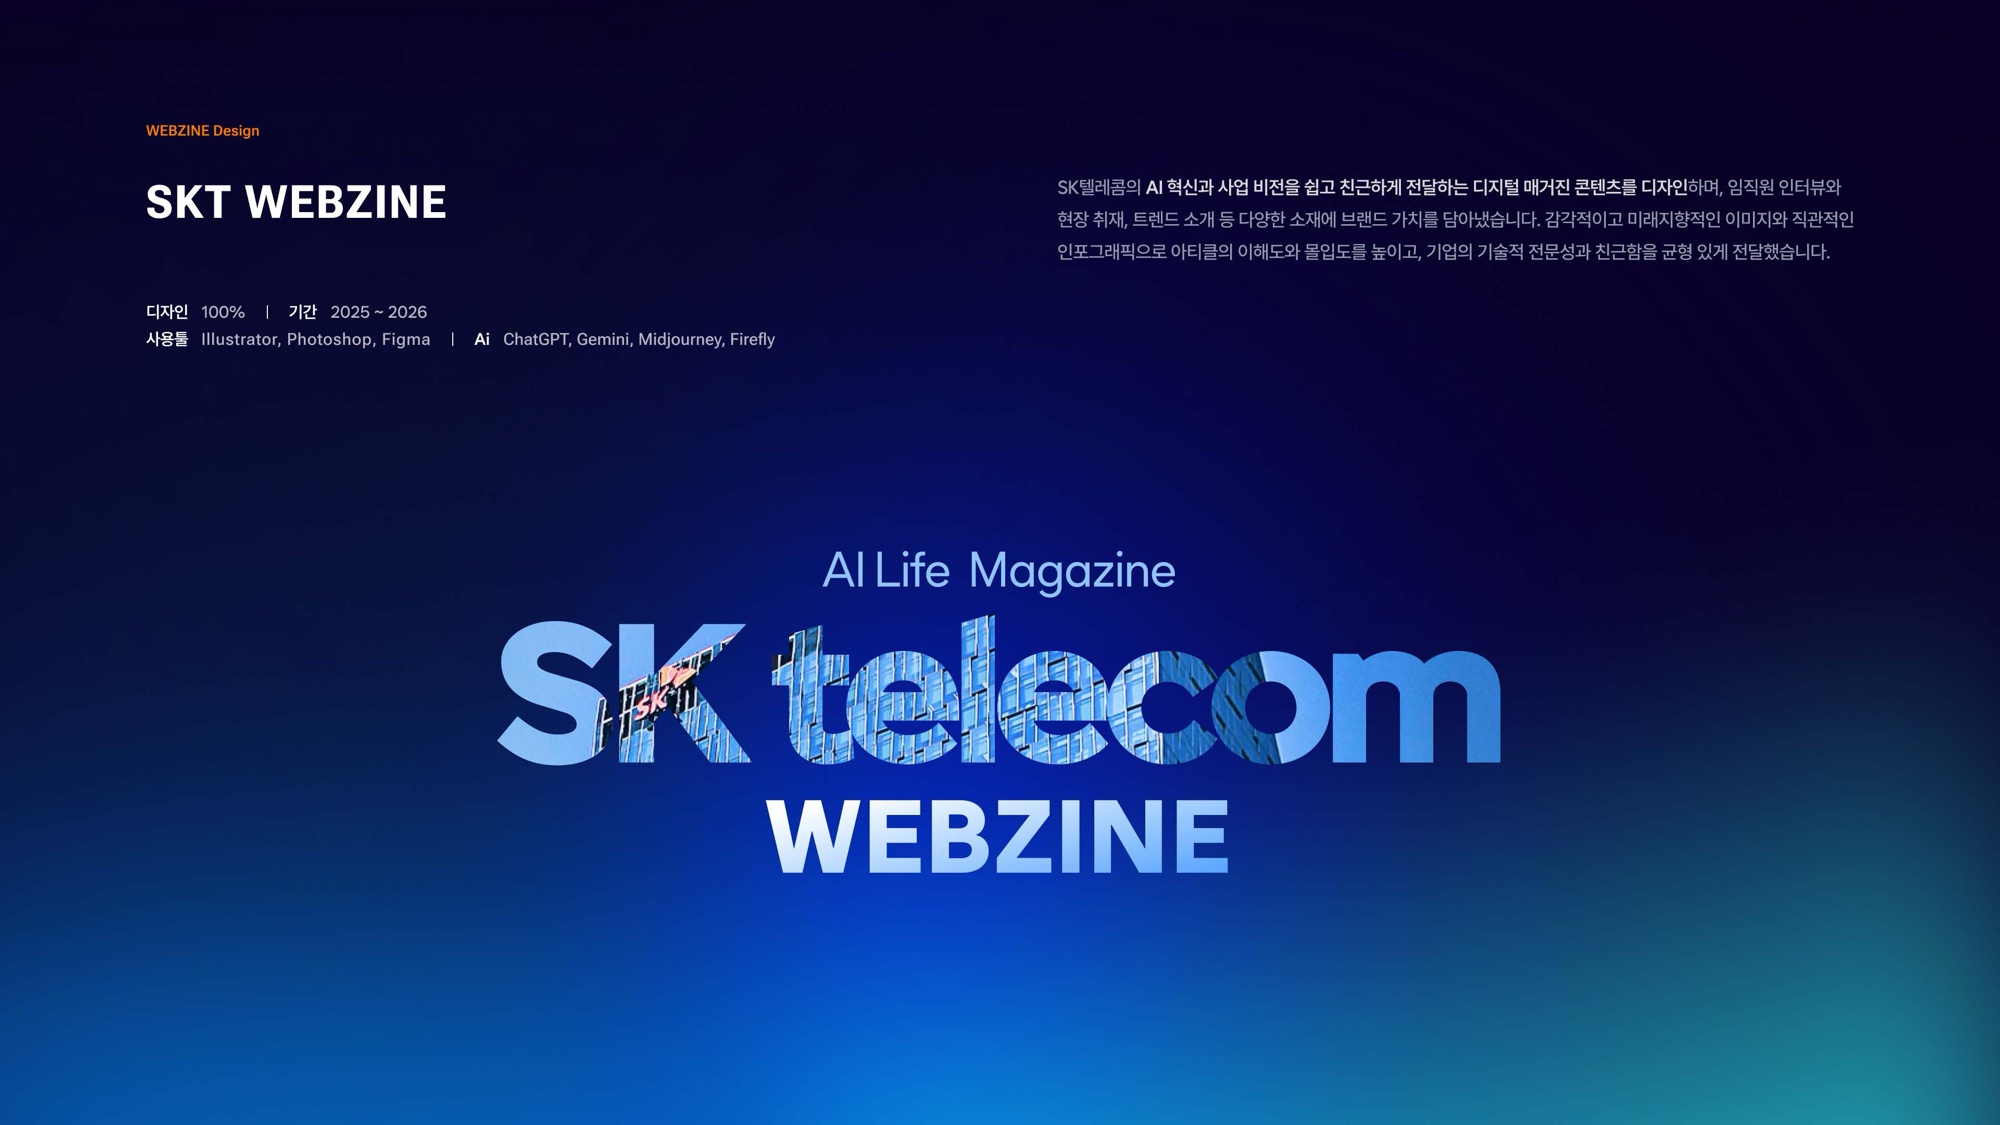 WEBZINE Design
SKT WEBZINE
SK텔레콤의 AI 혁신과 사업 비전을 쉽고 친근하게 전달하는 디지털 매거진 콘텐츠를 디자인하며, 임직원 인터뷰와
현장 취재, 트렌드 소개 등 다양한 소재에 브랜드 가치를 담아냈습니다. 감각적이고 미래지향적인 이미지와 직관적인
인포그래픽으로 아티클의 이해도와 몰입도를 높이고, 기업의 기술적 전문성과 친근함을 균형 있게 전달했습니다.
디자인 100% | 기간 2025 ~ 2026
사용툴 Illustrator, Photoshop, Figma | Ai ChatGPT, Gemini, Midjourney, Firefly
AI Life Magazine
SK telecom
SK
WEBZINE